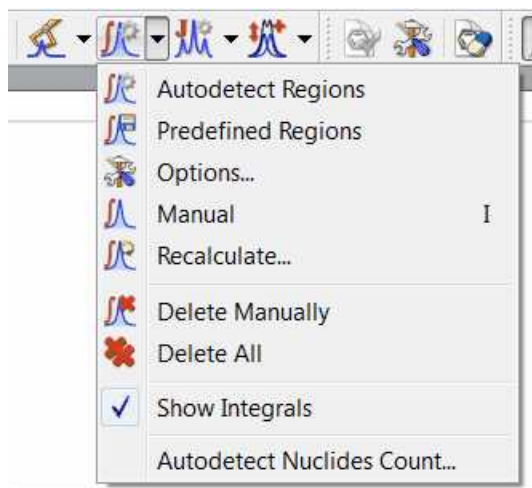 Autodetect Regions
Predefined Regions
Options...
Manual I
Recalculate...
Delete Manually
Delete All
Show Integrals
Autodetect Nuclides Count...